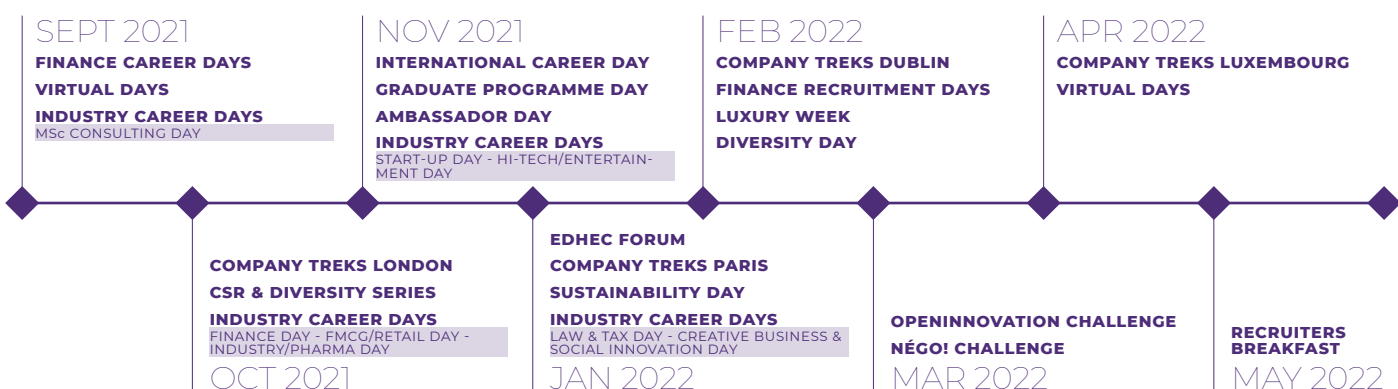 SEPT 2021
FINANCE CAREER DAYS
VIRTUAL DAYS
INDUSTRY CAREER DAYS
MSc CONSULTING DAY
NOV 2021
INTERNATIONAL CAREER DAY
GRADUATE PROGRAMME DAY
AMBASSADOR DAY
INDUSTRY CAREER DAYS
START-UP DAY - HI-TECH/ENTERTAIN-
MENT DAY
FEB 2022
COMPANY TREKS DUBLIN
FINANCE RECRUITMENT DAYS
LUXURY WEEK
DIVERSITY DAY
APR 2022
COMPANY TREKS LUXEMBOURG
VIRTUAL DAYS
COMPANY TREKS LONDON
CSR & DIVERSITY SERIES
INDUSTRY CAREER DAYS
FINANCE DAY - FMCG/RETAIL DAY -
INDUSTRY/PHARMA DAY
OCT 2021
EDHEC FORUM
COMPANY TREKS PARIS
SUSTAINABILITY DAY
INDUSTRY CAREER DAYS
LAW & TAX DAY - CREATIVE BUSINESS &
SOCIAL INNOVATION DAY
JAN 2022
OPENINNOVATION CHALLENGE
NÉGO! CHALLENGE
MAR 2022
RECRUITERS
BREAKFAST
MAY 2022